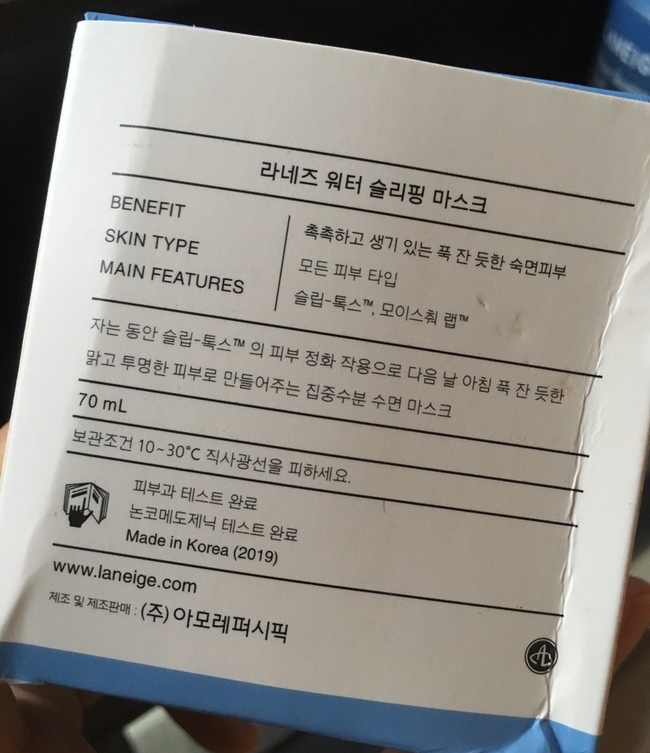 라네즈 워터 슬리핑 마스크
BENEFIT 촉촉하고 생기 있는 푹 잔 듯한 숙면피부
SKIN TYPE 모든 피부 타입
MAIN FEATURES 슬립-톡스™, 모이스춰 랩™
자는 동안 슬립-톡스™ 의 피부 정화 작용으로 다음 날 아침 푹 잔 듯한
맑고 투명한 피부로 만들어주는 집중수분 수면 마스크
70 mL
보관조건 10~30°C 직사광선을 피하세요.
피부과 테스트 완료
논코메도제닉 테스트 완료
Made in Korea (2019)
www.laneige.com
제조 및 제조판매 : (주)아모레퍼시픽